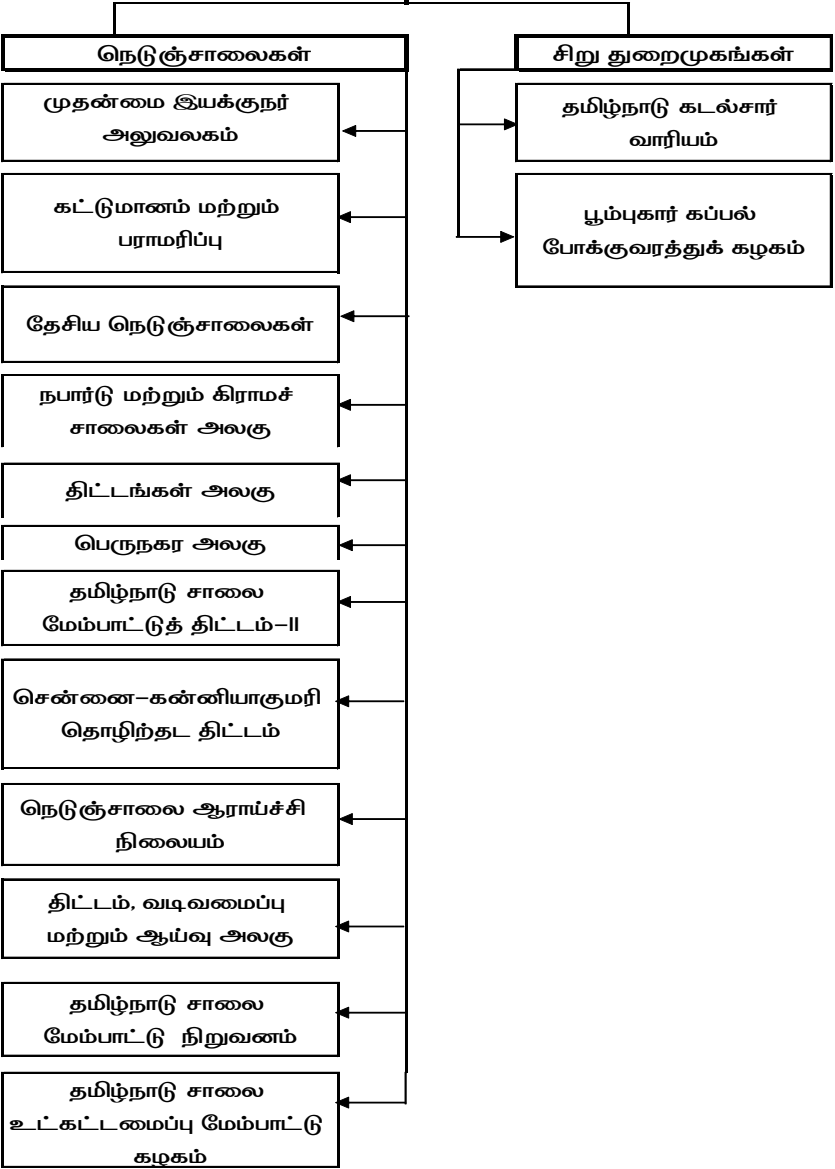 நெடுஞ்சாலைகள்
முதன்மை இயக்குநர்
அலுவலகம்
கட்டுமானம் மற்றும்
பராமரிப்பு
தேசிய நெடுஞ்சாலைகள்
நபார்டு மற்றும் கிராமச்
சாலைகள் அலகு
திட்டங்கள் அலகு
பெருநகர அலகு
தமிழ்நாடு சாலை
மேம்பாட்டுத் திட்டம்–II
சென்னை–கன்னியாகுமரி
தொழிற்தட திட்டம்
நெடுஞ்சாலை ஆராய்ச்சி
நிலையம்
திட்டம், வடிவமைப்பு
மற்றும் ஆய்வு அலகு
தமிழ்நாடு சாலை
மேம்பாட்டு நிறுவனம்
தமிழ்நாடு சாலை
உட்கட்டமைப்பு மேம்பாட்டு
கழகம்
சிறு துறைமுகங்கள்
தமிழ்நாடு கடல்சார்
வாரியம்
பூம்புகார் கப்பல்
போக்குவரத்துக் கழகம்